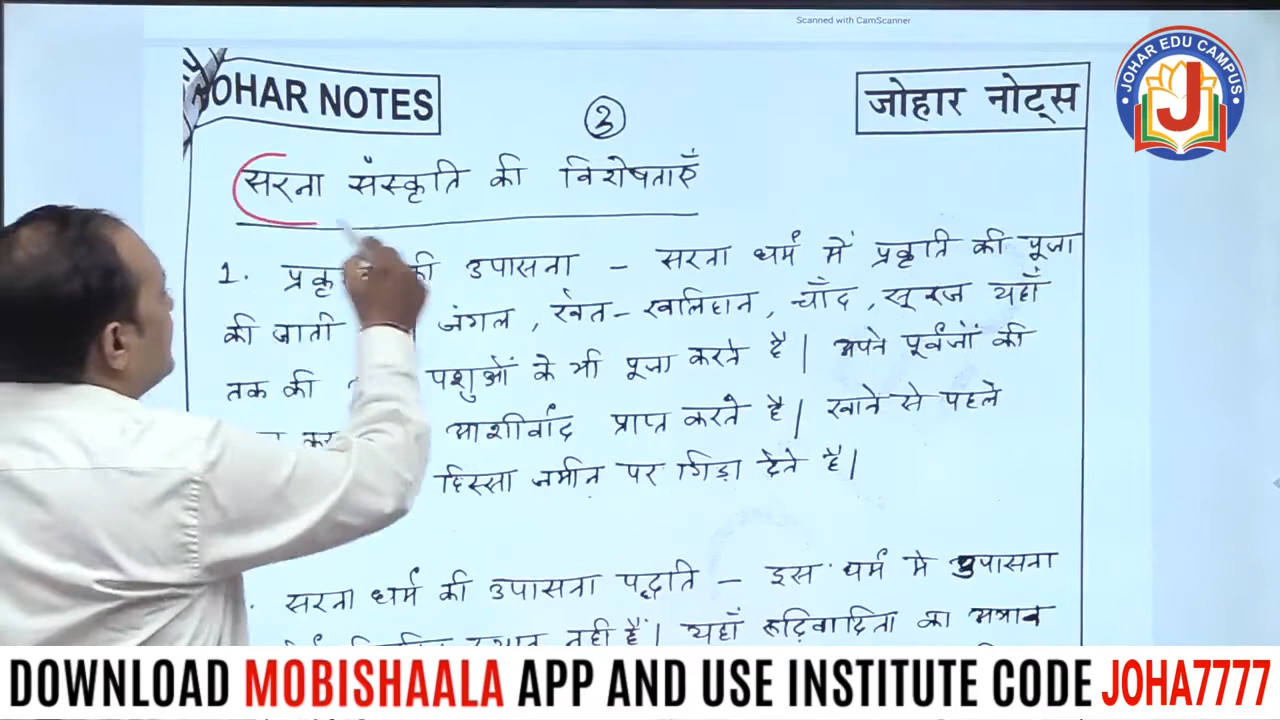 Scanned with CamScanner
JOHAR NOTES
3
जोहार नोट्स
JOHAR EDU CAMPUS
J
सरना संस्कृति की विशेषताएँ
1. की उपासना – सरना धर्म में प्रकृति की पूजा
की जाती जंगल, खेत-खलिहान, चाँद, सूरज यहाँ
तक की पशुओं के भी पूजा करते है। अपने पूर्वजों की
आशीर्वाद प्राप्त करते है। खाने से पहले
हिस्सा जमीन पर गिड़ा देते है।
सरना धर्म की उपासना पद्धति – इस धर्म मे उपासना
नही हैं। यहाँ रूढ़िवादिता का अभाव
DOWNLOAD MOBISHAALA APP AND USE INSTITUTE CODE JOHA7777